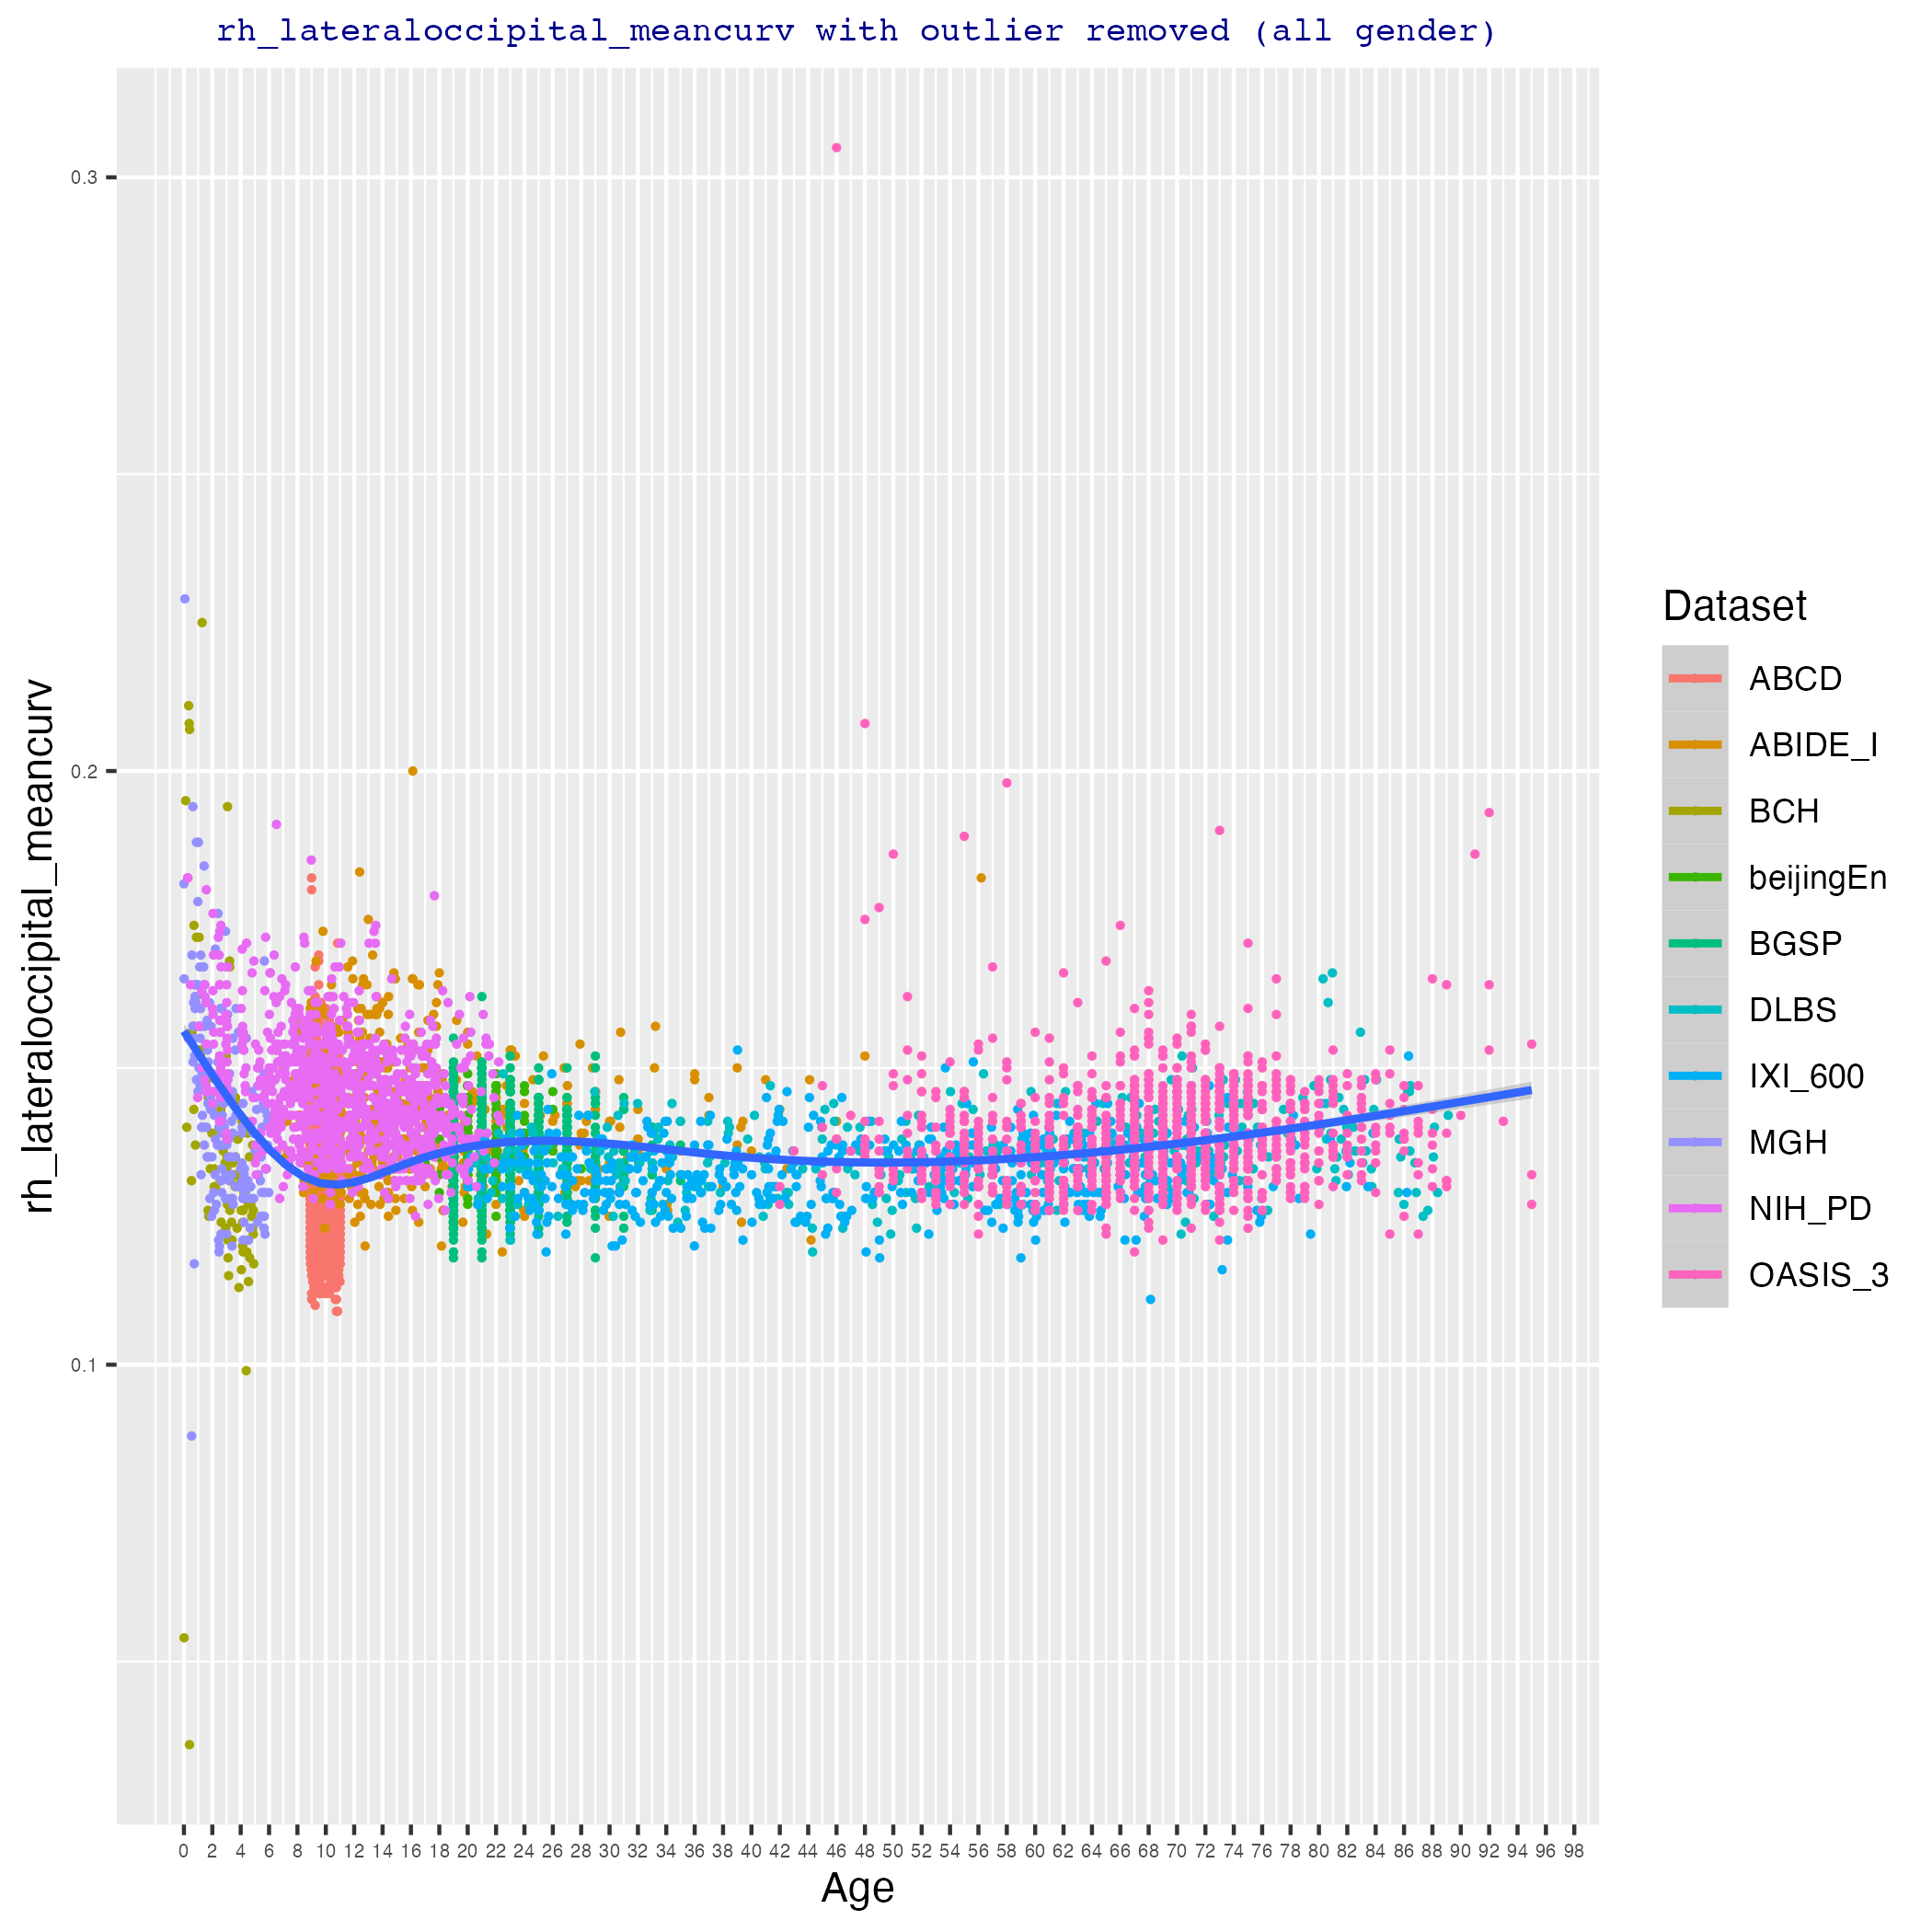 rh_lateraloccipital_meancurv with outlier removed (all gender)
rh_lateraloccipital_meancurv
0.3
0.2
0.1
0 2 4 6 8 10 12 14 16 18 20 22 24 26 28 30 32 34 36 38 40 42 44 46 48 50 52 54 56 58 60 62 64 66 68 70 72 74 76 78 80 82 84 86 88 90 92 94 96 98
Age
Dataset
ABCD
ABIDE_I
BCH
beijingEn
BGSP
DLBS
IXI_600
MGH
NIH_PD
OASIS_3